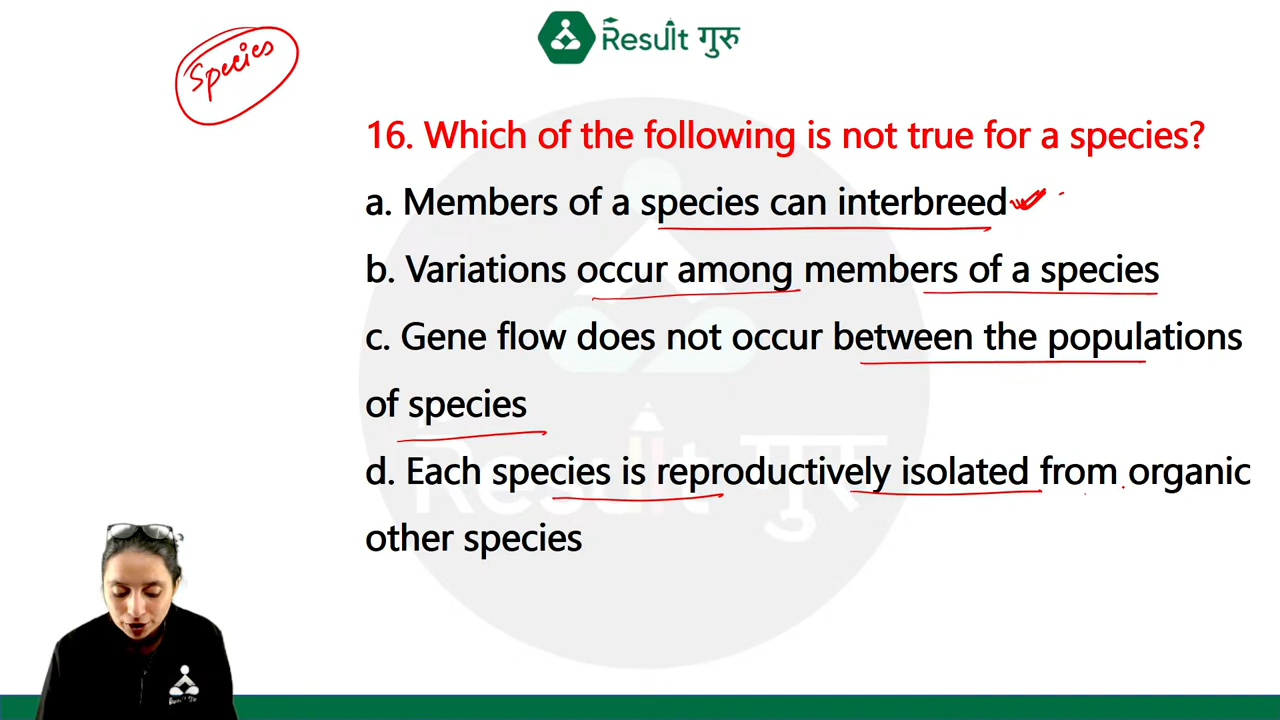 Species
Result गुरु
16. Which of the following is not true for a species?
a. Members of a species can interbreed
b. Variations occur among members of a species
c. Gene flow does not occur between the populations
of species
d. Each species is reproductively isolated from organic
other species
Result गुरु
Result गुरु